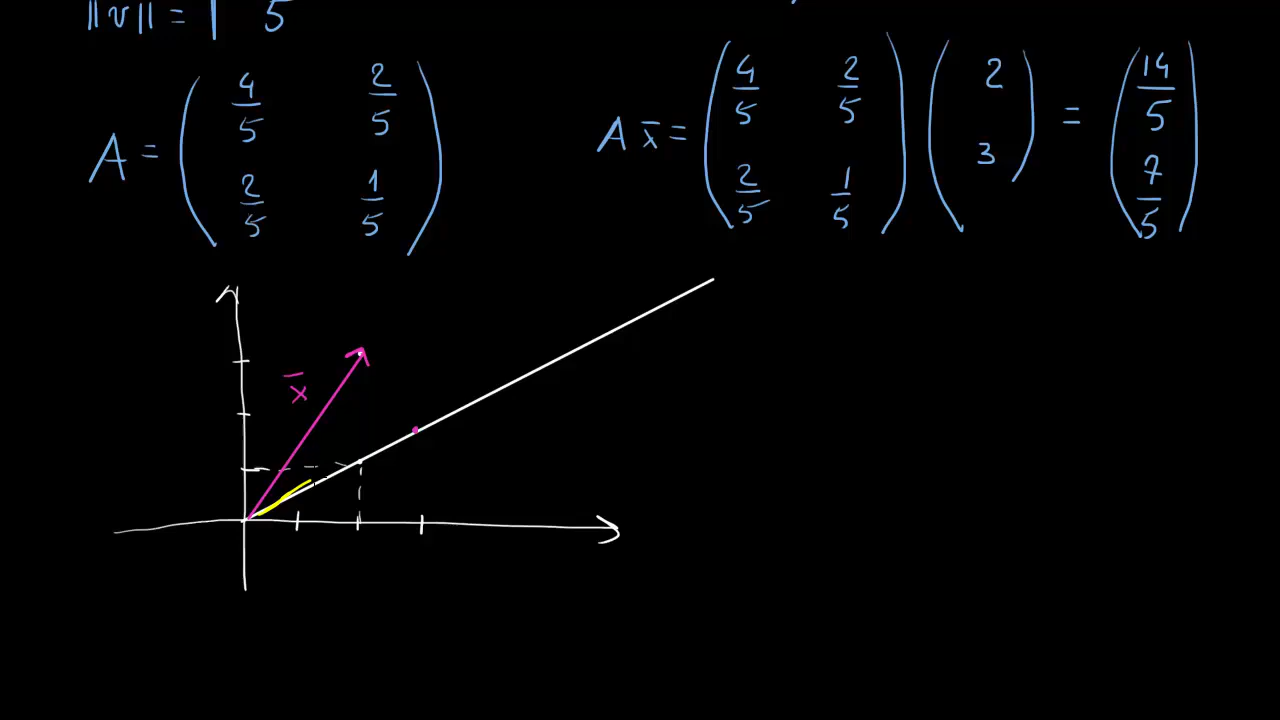 ‖v‖ = | 5
A = ( 4/5 2/5 ; 2/5 1/5 )
A x̄ = ( 4/5 2/5 ; 2/5 1/5 ) ( 2 ; 3 ) = ( 14/5 ; 7/5 )
x̄